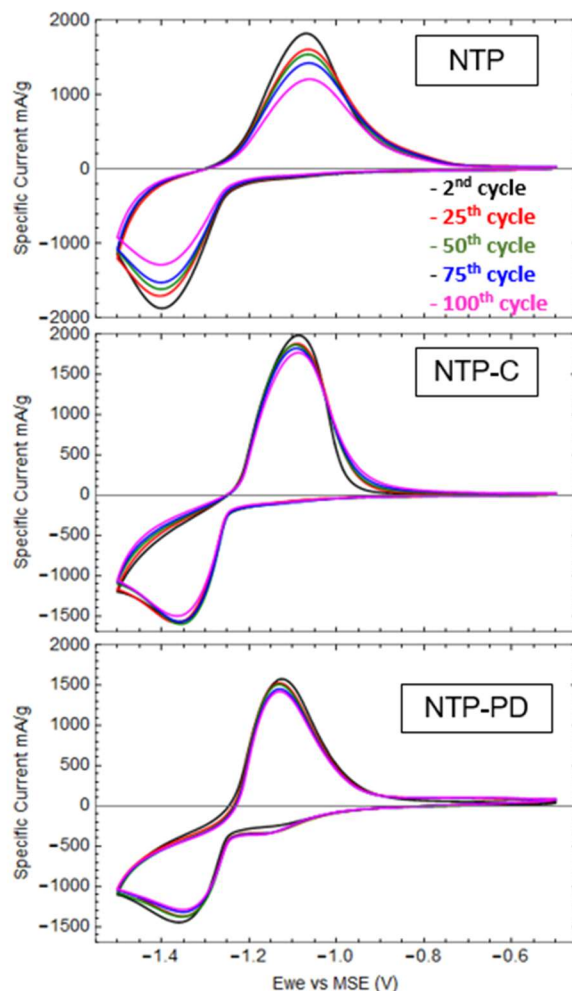 2000
1000
0
−1000
−2000
Specific Current mA/g
NTP
- 2nd cycle
- 25th cycle
- 50th cycle
- 75th cycle
- 100th cycle
2000
1500
1000
500
0
−500
−1000
−1500
Specific Current mA/g
NTP-C
2000
1500
1000
500
0
−500
−1000
−1500
Specific Current mA/g
NTP-PD
−1.4 −1.2 −1.0 −0.8 −0.6
Ewe vs MSE (V)